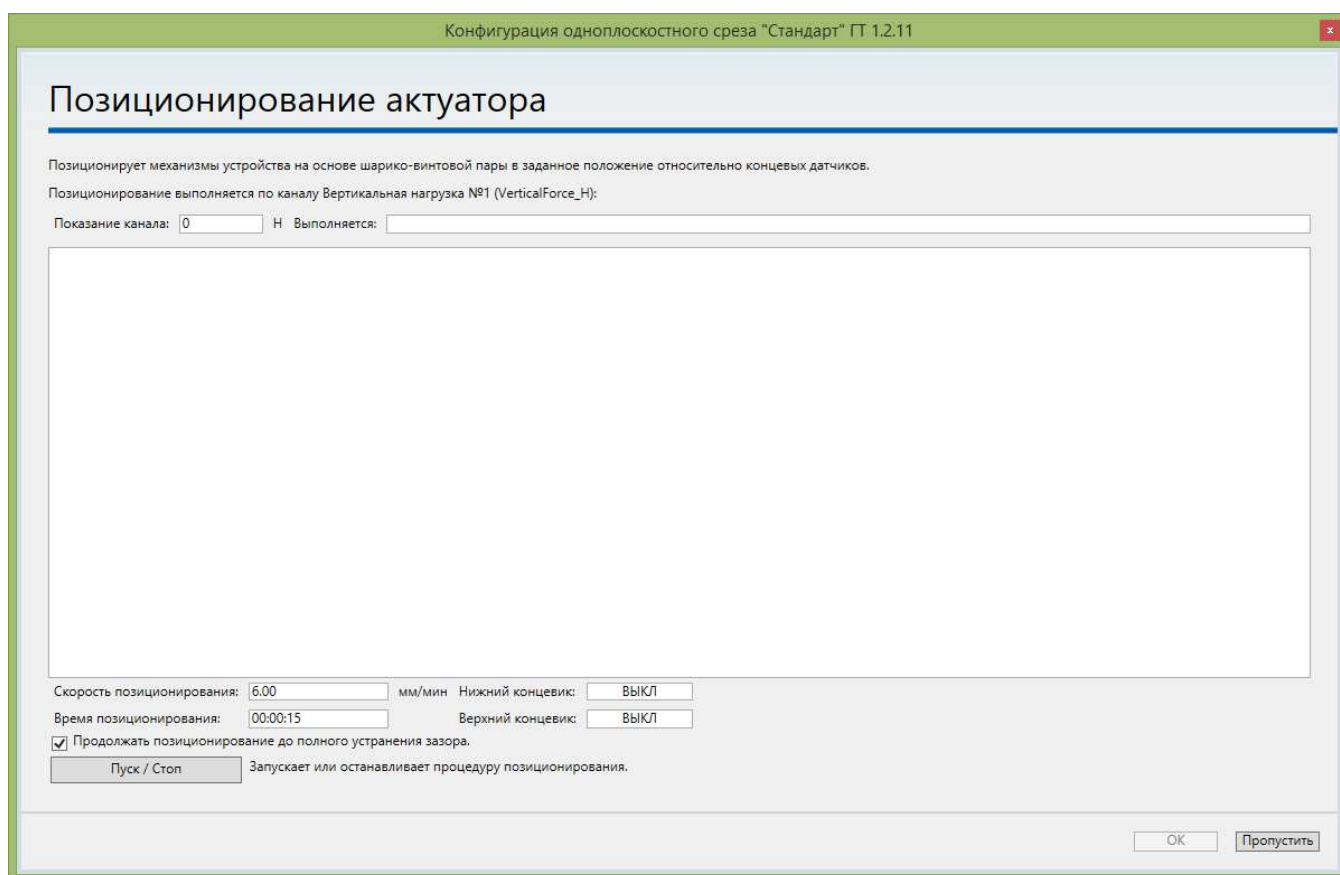 Конфигурация одноплоскостного среза "Стандарт" ГТ 1.2.11
x
Позиционирование актуатора
Позиционирует механизмы устройства на основе шарико-винтовой пары в заданное положение относительно концевых датчиков.
Позиционирование выполняется по каналу Вертикальная нагрузка №1 (VerticalForce_H):
Показание канала: 0 Н Выполняется:
Скорость позиционирования: 6.00 мм/мин Нижний концевик: ВЫКЛ
Время позиционирования: 00:00:15 Верхний концевик: ВЫКЛ
Продолжать позиционирование до полного устранения зазора.
Пуск / Стоп Запускает или останавливает процедуру позиционирования.
OK Пропустить